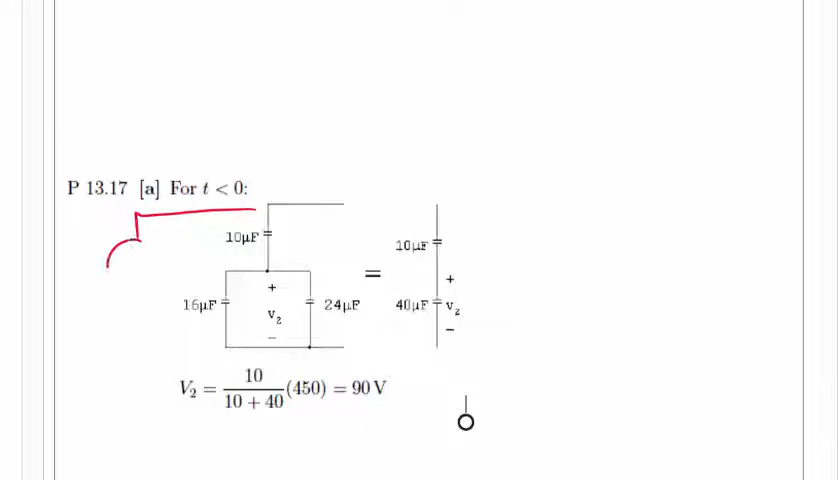 P 13.17 [a] For t < 0:
10μF
10μF
=
+
+
16μF
v₂
24μF
40μF
v₂
−
−
V₂ = 10/(10 + 40) (450) = 90 V